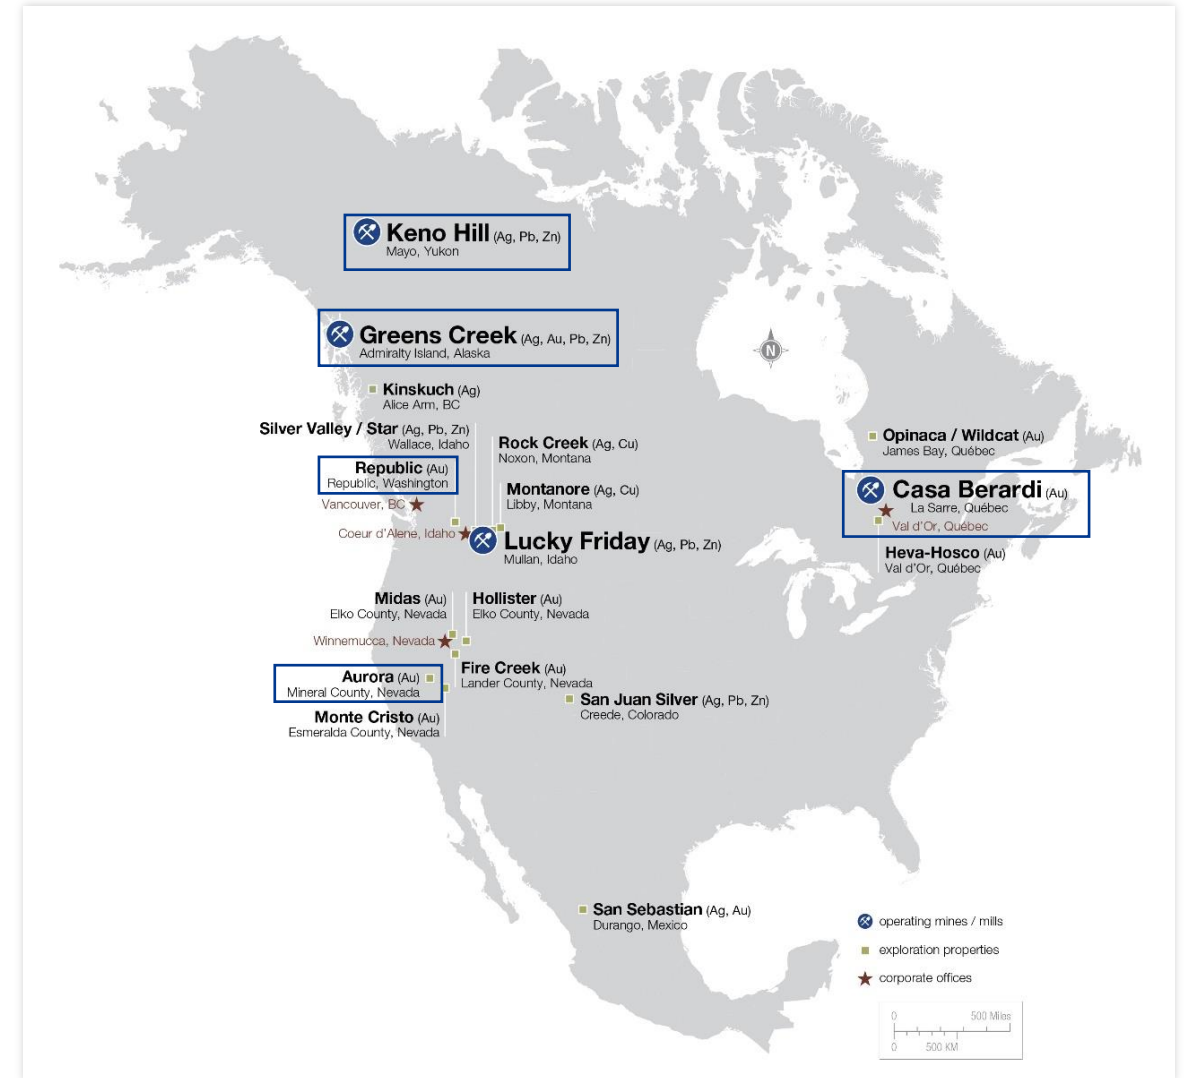 Keno Hill (Ag, Pb, Zn)
Mayo, Yukon
Greens Creek (Ag, Au, Pb, Zn)
Admiralty Island, Alaska
N
Kinskuch (Ag)
Alice Arm, BC
Silver Valley / Star (Ag, Pb, Zn)
Wallace, Idaho
Rock Creek (Ag, Cu)
Noxon, Montana
Opinaca / Wildcat (Au)
James Bay, Québec
Republic (Au)
Republic, Washington
Montanore (Ag, Cu)
Libby, Montana
Casa Berardi (Au)
La Sarre, Québec
Vancouver, BC
Val d'Or, Québec
Coeur d'Alene, Idaho
Lucky Friday (Ag, Pb, Zn)
Mullan, Idaho
Heva-Hosco (Au)
Val d'Or, Québec
Midas (Au)
Elko County, Nevada
Hollister (Au)
Elko County, Nevada
Winnemucca, Nevada
Fire Creek (Au)
Lander County, Nevada
Aurora (Au)
Mineral County, Nevada
San Juan Silver (Ag, Pb, Zn)
Creede, Colorado
Monte Cristo (Au)
Esmeralda County, Nevada
San Sebastian (Ag, Au)
Durango, Mexico
operating mines / mills
exploration properties
corporate offices
0 500 Miles
0 500 KM